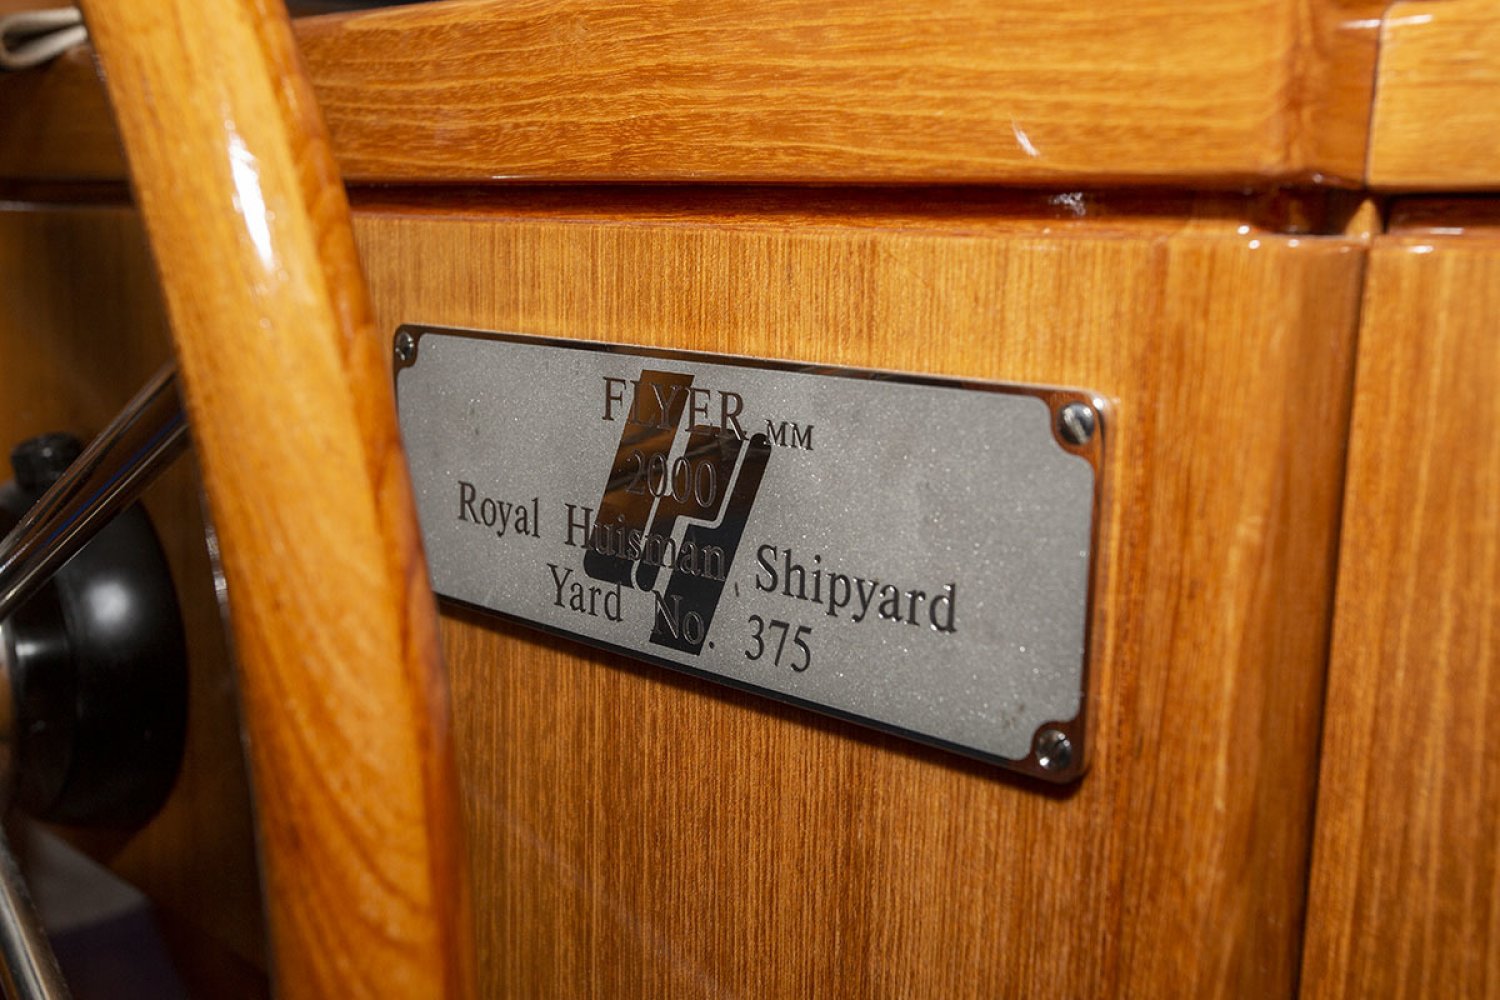 FLYER MM
2000
Royal Huisman Shipyard
Yard No. 375